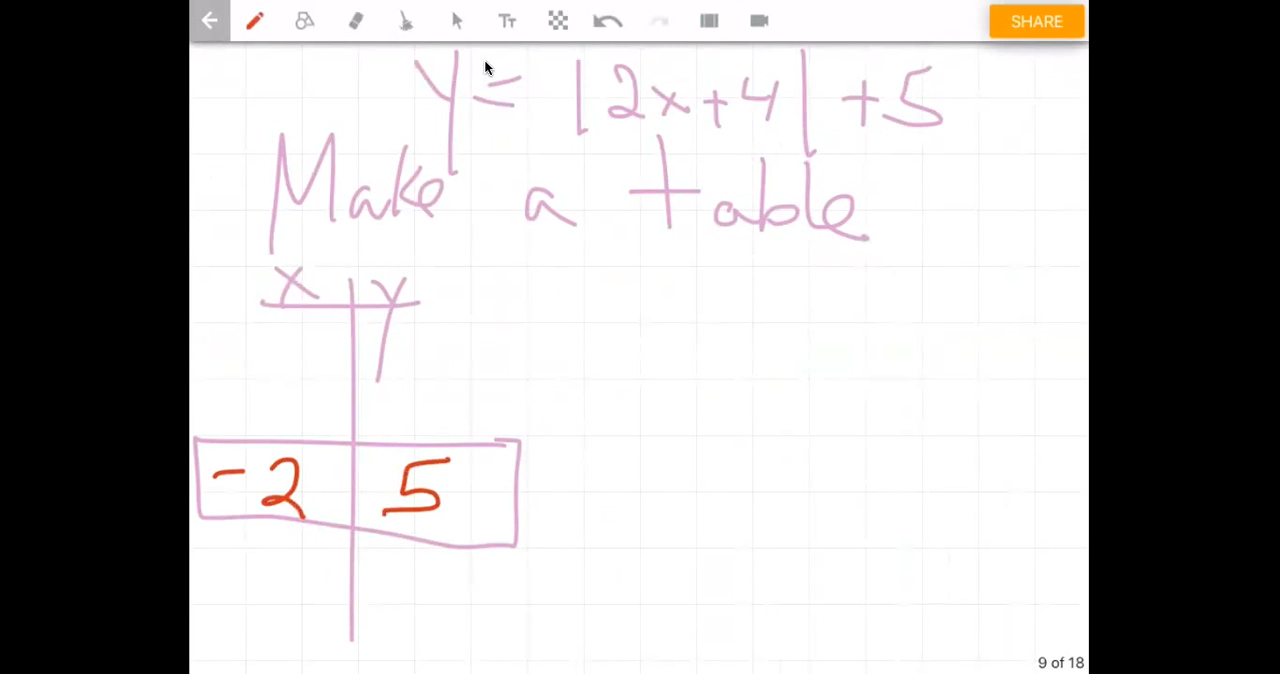 SHARE
y = |2x+4| +5
Make a table
x y
-2 5
9 of 18